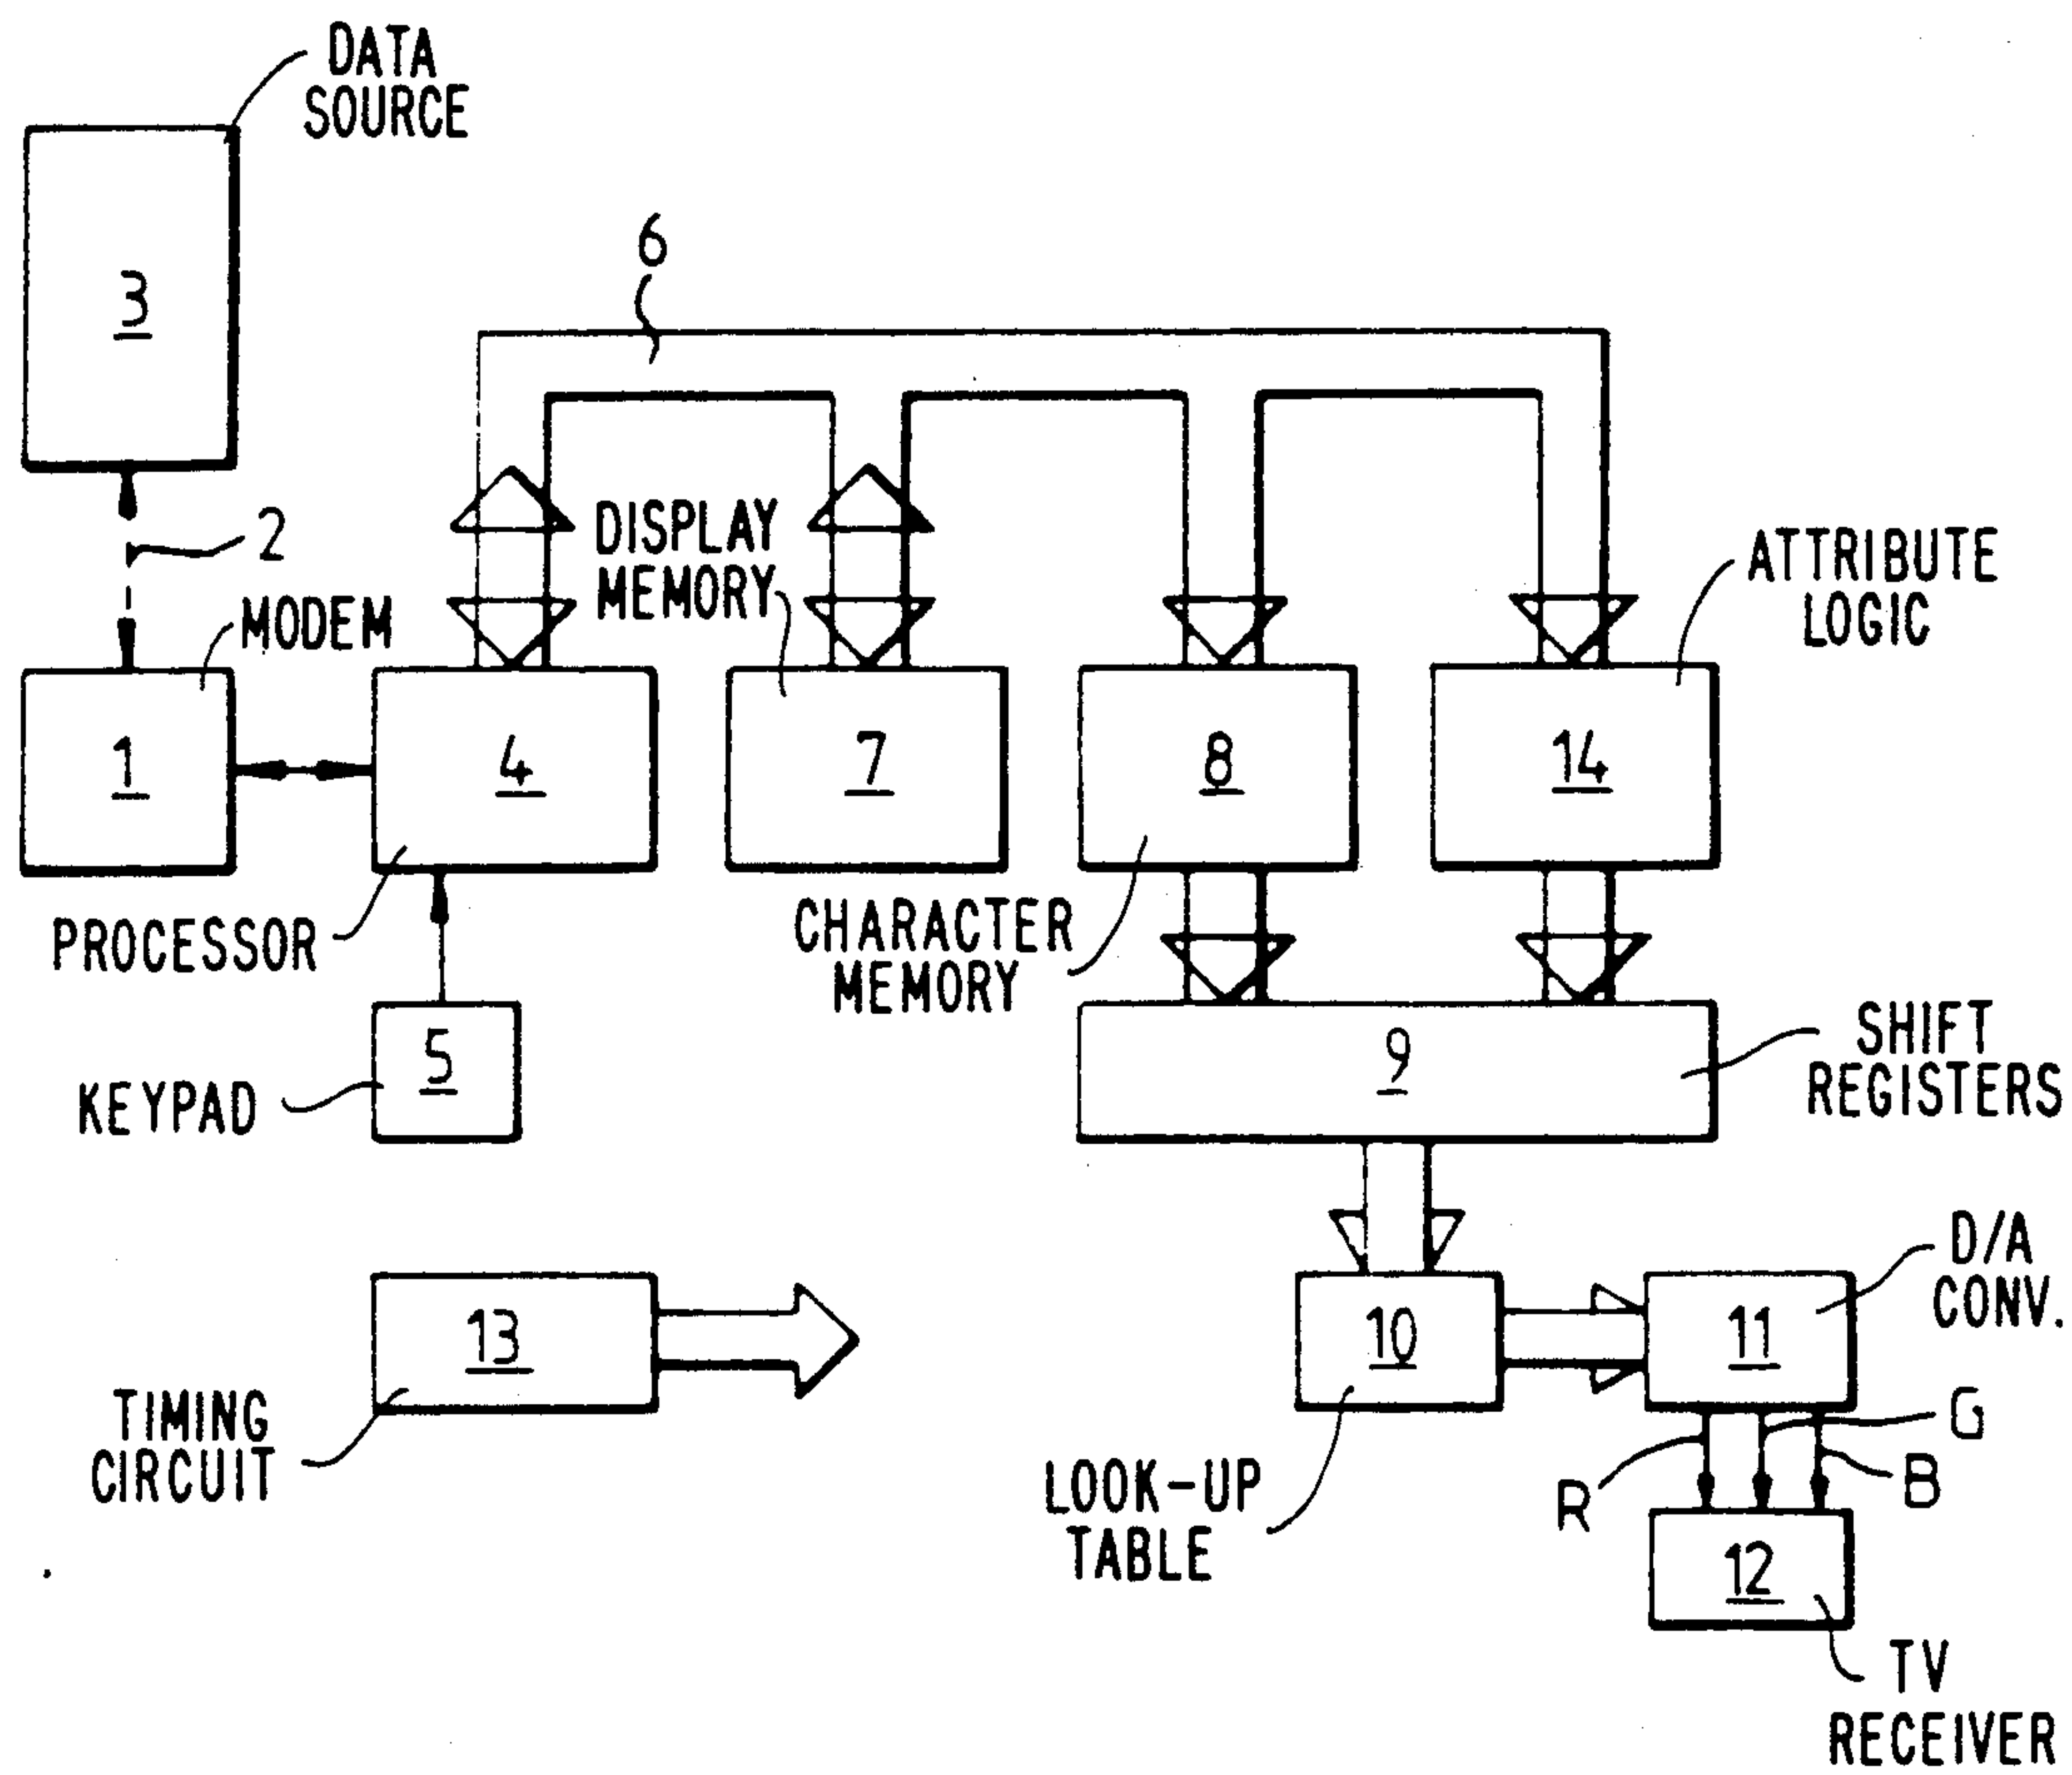 DATA
SOURCE
3
6
2
DISPLAY
MEMORY
ATTRIBUTE
LOGIC
MODEM
1
4
7
8
14
PROCESSOR
CHARACTER
MEMORY
5
KEYPAD
9
SHIFT
REGISTERS
13
TIMING
CIRCUIT
10
11
D/A
CONV.
LOOK-UP
TABLE
R
G
B
12
TV
RECEIVER